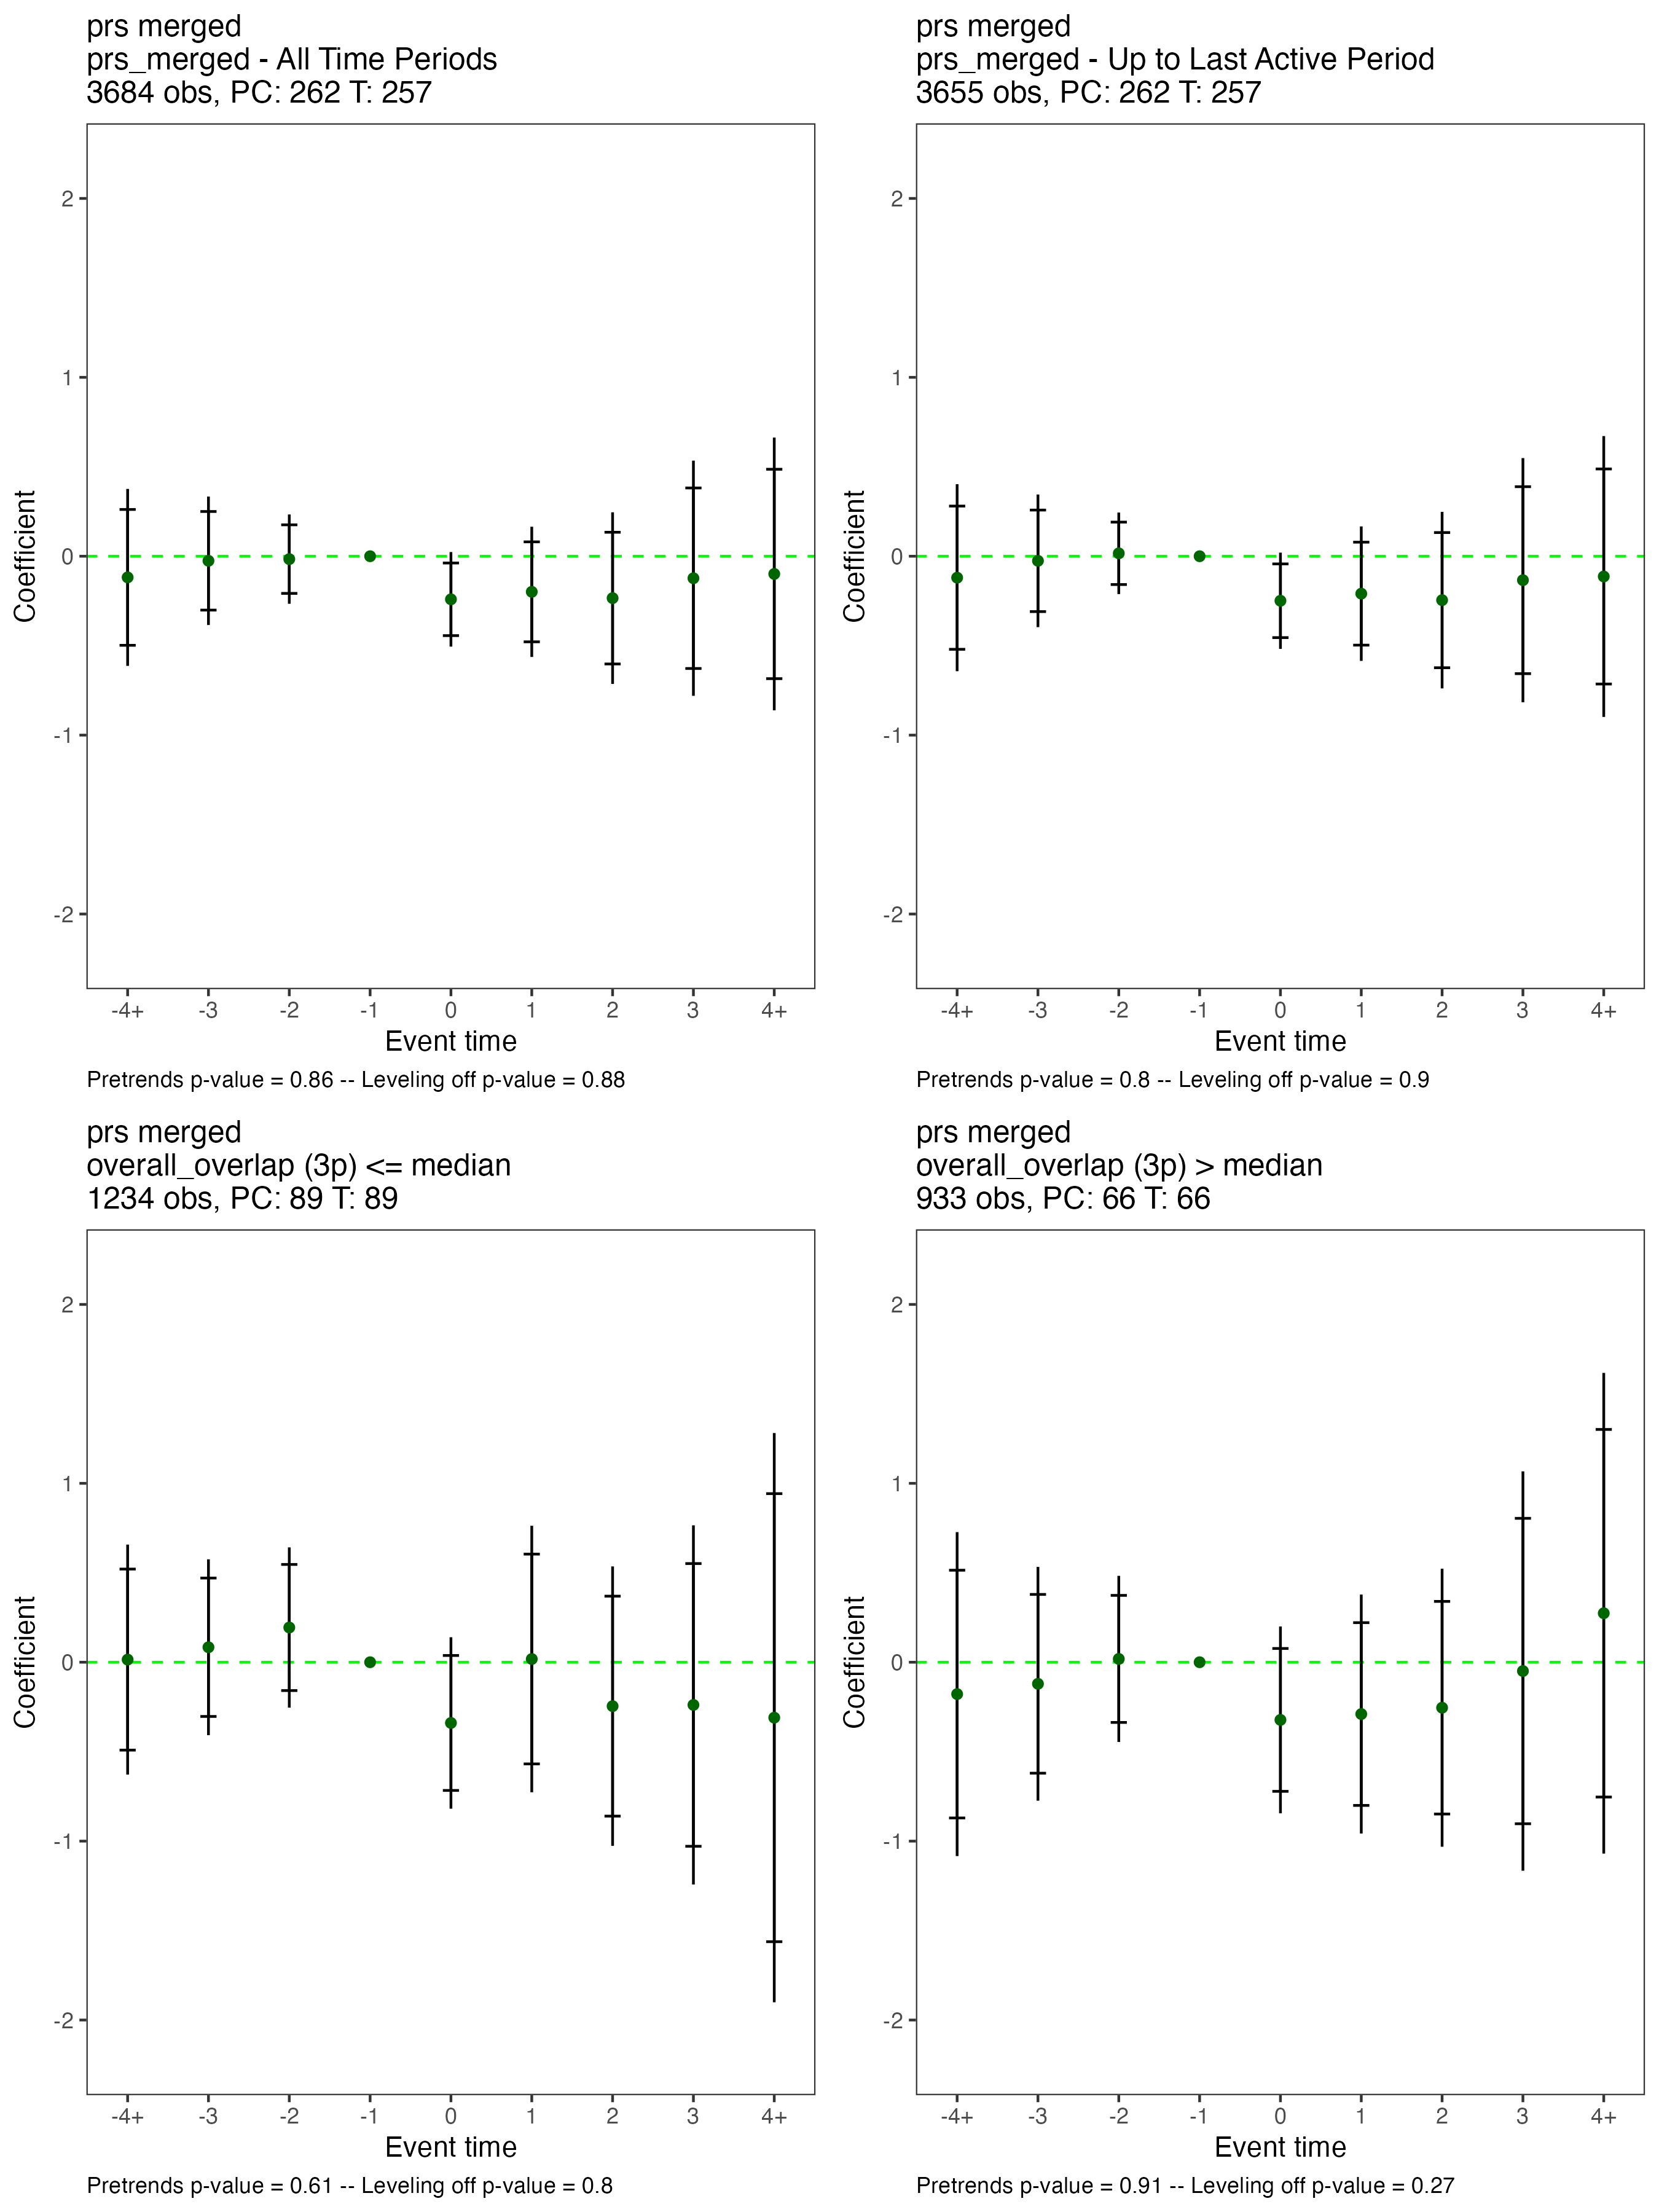 prs merged
prs_merged - All Time Periods
3684 obs, PC: 262 T: 257
2
1
0
-1
-2
Coefficient
-4+ -3 -2 -1 0 1 2 3 4+
Event time
Pretrends p-value = 0.86 -- Leveling off p-value = 0.88
prs merged
prs_merged - Up to Last Active Period
3655 obs, PC: 262 T: 257
2
1
0
-1
-2
Coefficient
-4+ -3 -2 -1 0 1 2 3 4+
Event time
Pretrends p-value = 0.8 -- Leveling off p-value = 0.9
prs merged
overall_overlap (3p) <= median
1234 obs, PC: 89 T: 89
2
1
0
-1
-2
Coefficient
-4+ -3 -2 -1 0 1 2 3 4+
Event time
Pretrends p-value = 0.61 -- Leveling off p-value = 0.8
prs merged
overall_overlap (3p) > median
933 obs, PC: 66 T: 66
2
1
0
-1
-2
Coefficient
-4+ -3 -2 -1 0 1 2 3 4+
Event time
Pretrends p-value = 0.91 -- Leveling off p-value = 0.27